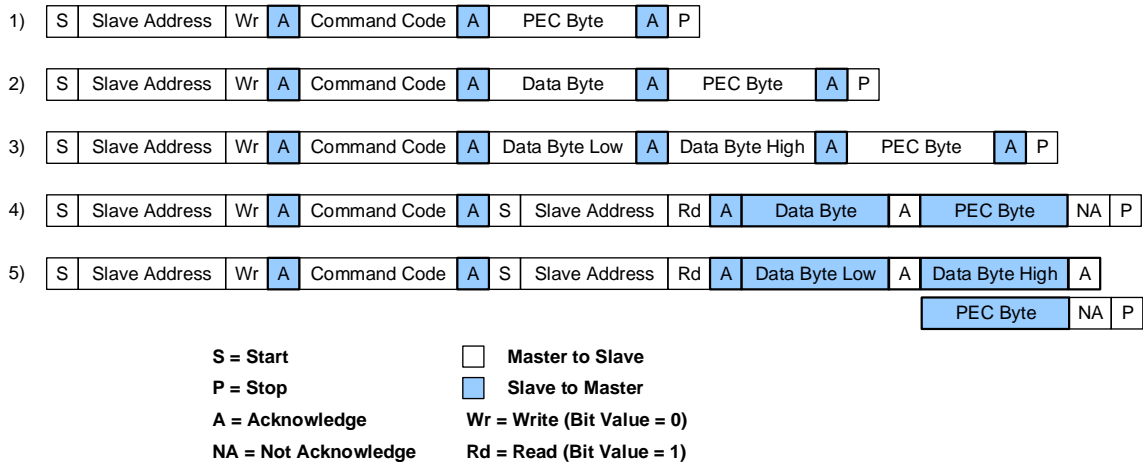 1) S Slave Address Wr A Command Code A PEC Byte A P
2) S Slave Address Wr A Command Code A Data Byte A PEC Byte A P
3) S Slave Address Wr A Command Code A Data Byte Low A Data Byte High A PEC Byte A P
4) S Slave Address Wr A Command Code A S Slave Address Rd A Data Byte A PEC Byte NA P
5) S Slave Address Wr A Command Code A S Slave Address Rd A Data Byte Low A Data Byte High A
PEC Byte NA P
S = Start Master to Slave
P = Stop Slave to Master
A = Acknowledge Wr = Write (Bit Value = 0)
NA = Not Acknowledge Rd = Read (Bit Value = 1)